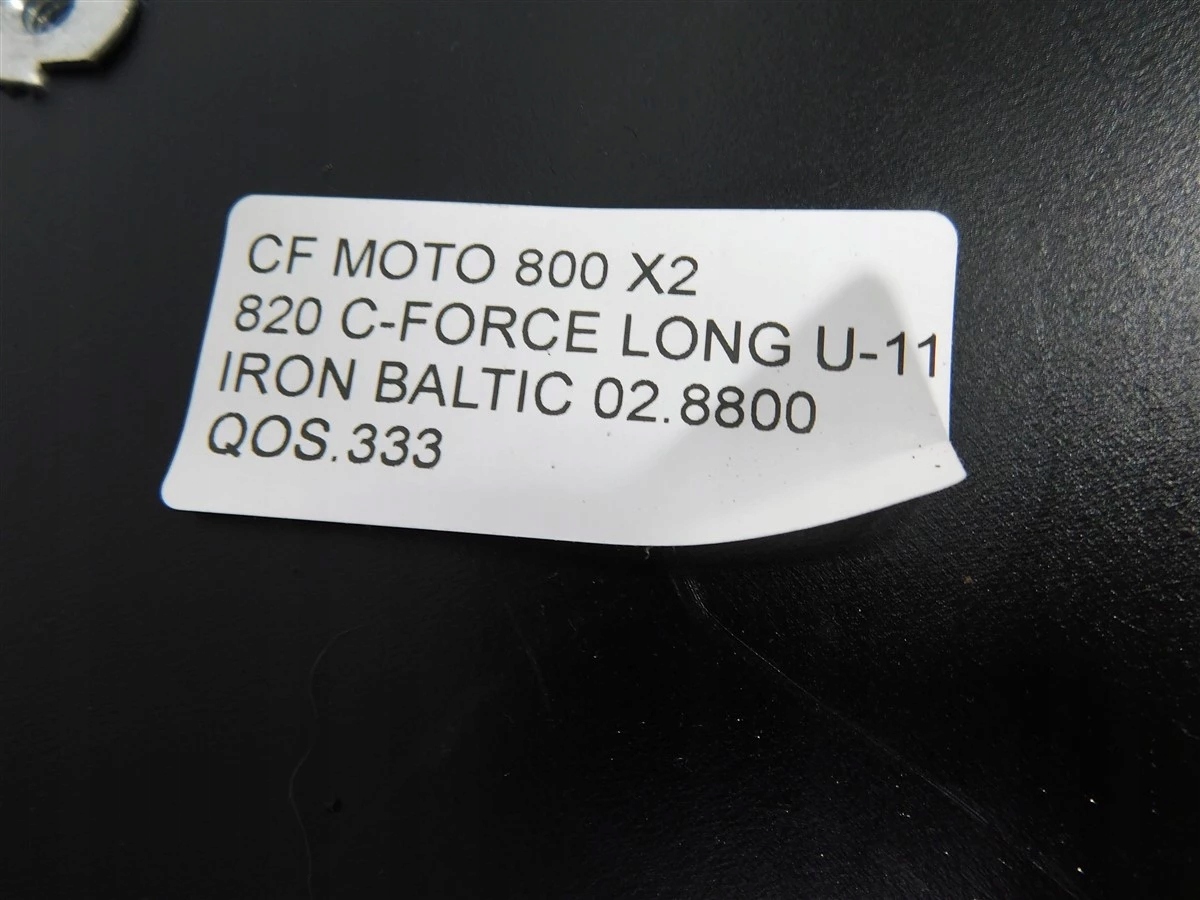 CF MOTO 800 X2
820 C-FORCE LONG U-11
IRON BALTIC 02.8800
QOS.333